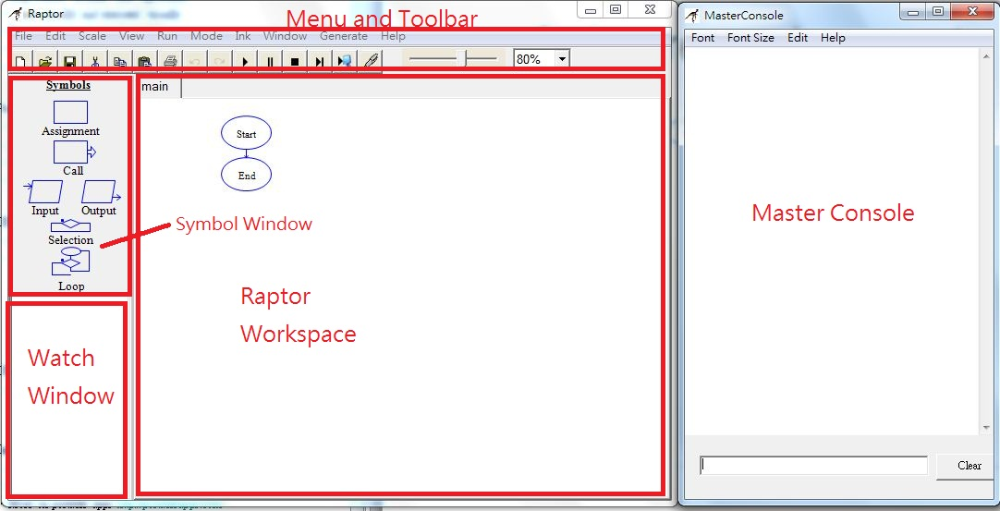 Raptor
Menu and Toolbar
File Edit Scale View Run Mode Ink Window Generate Help
80%
Symbols
Assignment
Call
Input Output
Selection
Loop
main
Start
End
Symbol Window
Raptor
Workspace
Watch
Window
MasterConsole
Font Font Size Edit Help
Master Console
Clear